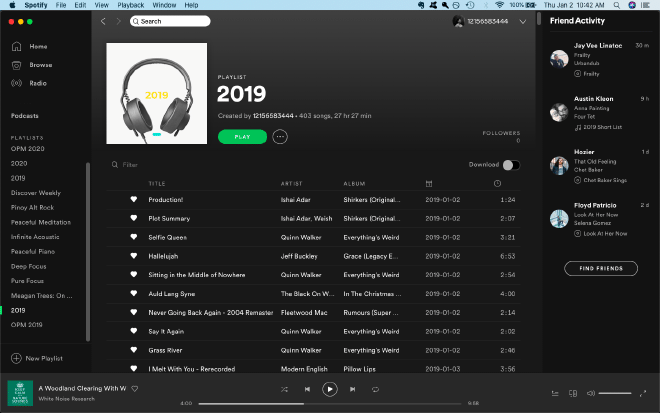 Spotify File Edit View Playback Window Help 100% Thu Jan 2 10:42 AM
Search
12156583444
Home
Browse
Radio
Podcasts
PLAYLISTS
OPM 2020
2020
2019
Discover Weekly
Pinoy Alt Rock
Peaceful Meditation
Infinite Acoustic
Peaceful Piano
Deep Focus
Pure Focus
Meagan Trees: On ...
2019
OPM 2019
New Playlist
2019
PLAYLIST
2019
Created by 12156583444 • 403 songs, 27 hr 27 min
PLAY
FOLLOWERS
0
Filter
Download
TITLE ARTIST ALBUM
Production! Ishai Adar Shirkers (Original... 2019-01-02 1:24
Plot Summary Ishai Adar, Weish Shirkers (Original... 2019-01-02 2:07
Selfie Queen Quinn Walker Everything's Weird 2019-01-02 3:21
Hallelujah Jeff Buckley Grace (Legacy E... 2019-01-02 6:53
Sitting in the Middle of Nowhere Quinn Walker Everything's Weird 2019-01-02 2:54
Auld Lang Syne The Black On W... In The Christmas ... 2019-01-02 4:00
Never Going Back Again - 2004 Remaster Fleetwood Mac Rumours (Super ... 2019-01-02 2:14
Say It Again Quinn Walker Everything's Weird 2019-01-02 2:02
Grass River Quinn Walker Everything's Weird 2019-01-02 2:46
I Melt With You - Rerecorded Modern English Pillow Lips 2019-01-02 3:56
Friend Activity
Jay Vee Linatoc 30 m
Frailty
Urbandub
Frailty
Austin Kleon 9 h
Anna Painting
Four Tet
2019 Short List
Hozier 1 d
That Old Feeling
Chet Baker
Chet Baker Sings
Floyd Patricio 2 d
Look At Her Now
Selena Gomez
Look At Her Now
FIND FRIENDS
A Woodland Clearing With W
White Noise Research
4:00 9:58